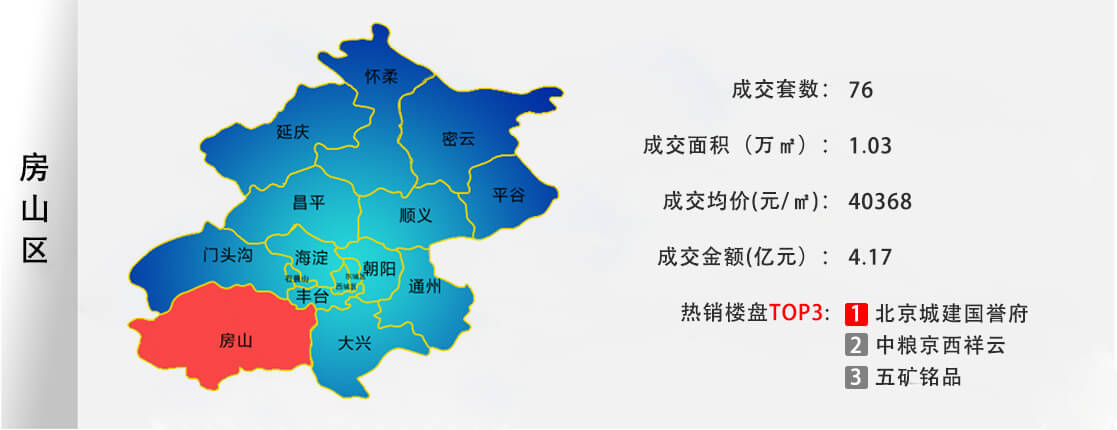 房山区
怀柔
延庆
密云
平谷
昌平
顺义
门头沟
海淀
朝阳
石景山
东城区
西城区
通州
丰台
房山
大兴
成交套数： 76
成交面积（万㎡）： 1.03
成交均价(元/㎡)： 40368
成交金额(亿元）： 4.17
热销楼盘TOP3: 1 北京城建国誉府
2 中粮京西祥云
3 五矿铭品